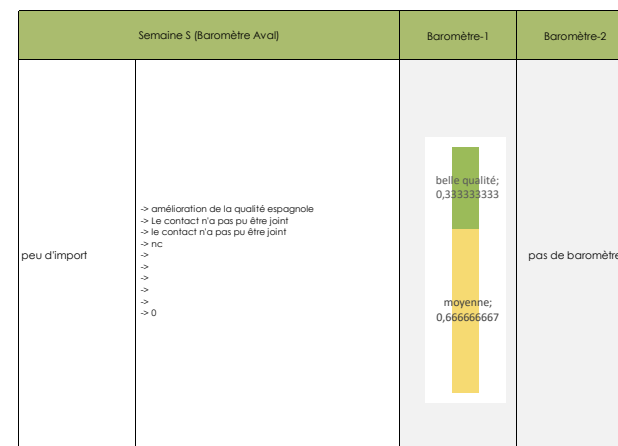 Semaine S (Baromètre Aval)
Baromètre-1
Baromètre-2
peu d'import
-> amélioration de la qualité espagnole
-> Le contact n'a pas pu être joint
-> le contact n'a pas pu être joint
-> nc
->
->
->
->
->
-> 0
belle qualité;
0,333333333
moyenne;
0,666666667
pas de baromètre